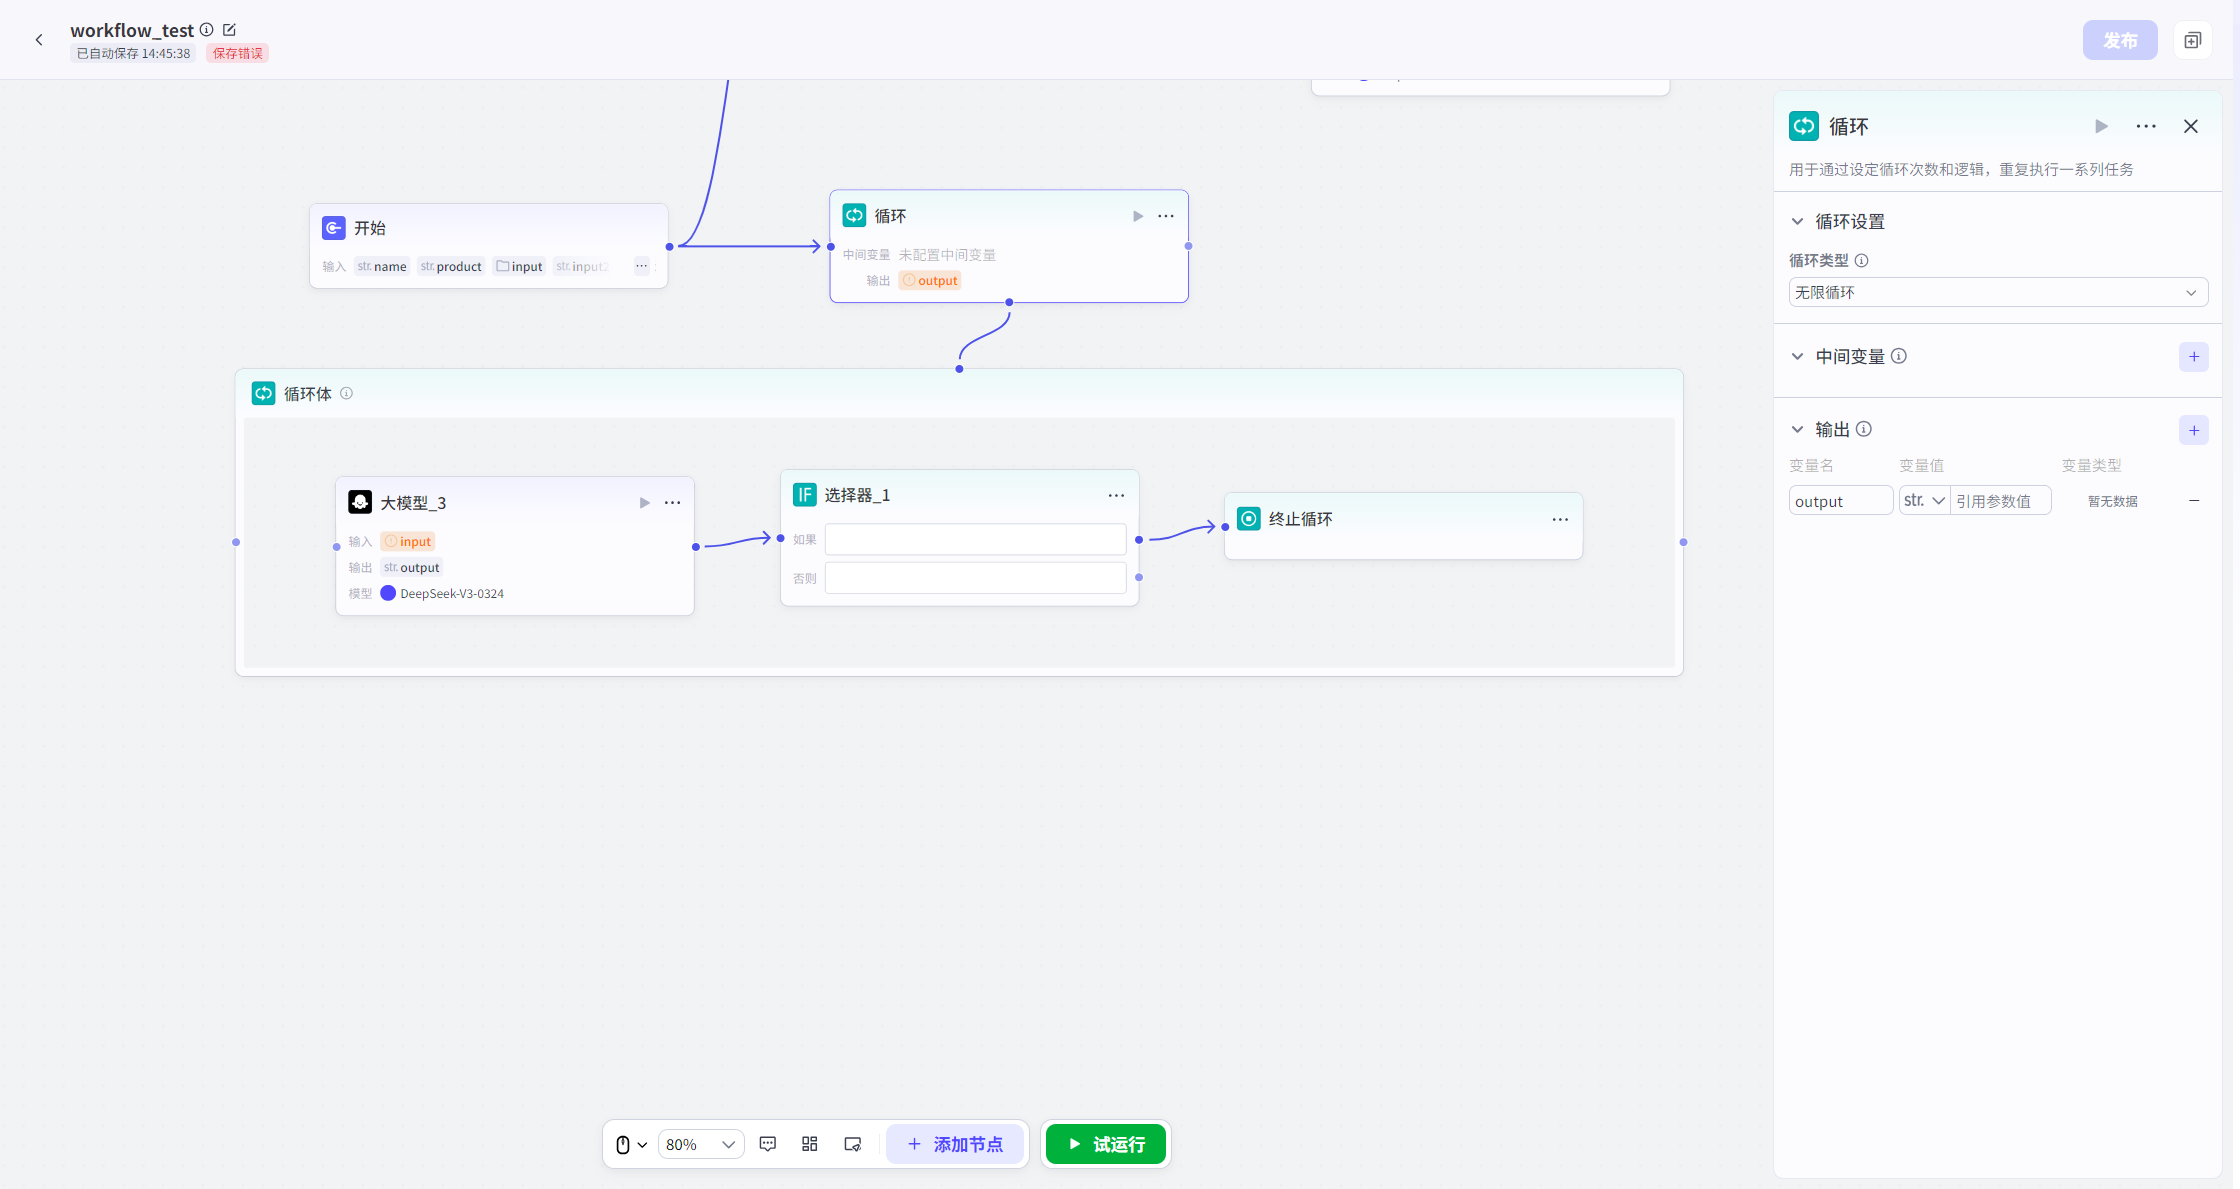 workflow_test
已自动保存 14:45:38 保存错误
发布
开始
输入 str. name str. product input str. input2 ...
循环
中间变量 未配置中间变量
输出 output
循环体
大模型_3
输入 input
输出 str. output
模型 DeepSeek-V3-0324
选择器_1
如果
否则
终止循环
循环
用于通过设定循环次数和逻辑，重复执行一系列任务
循环设置
循环类型
无限循环
中间变量
输出
变量名 变量值 变量类型
output str. 引用参数值 暂无数据
80% 添加节点 试运行